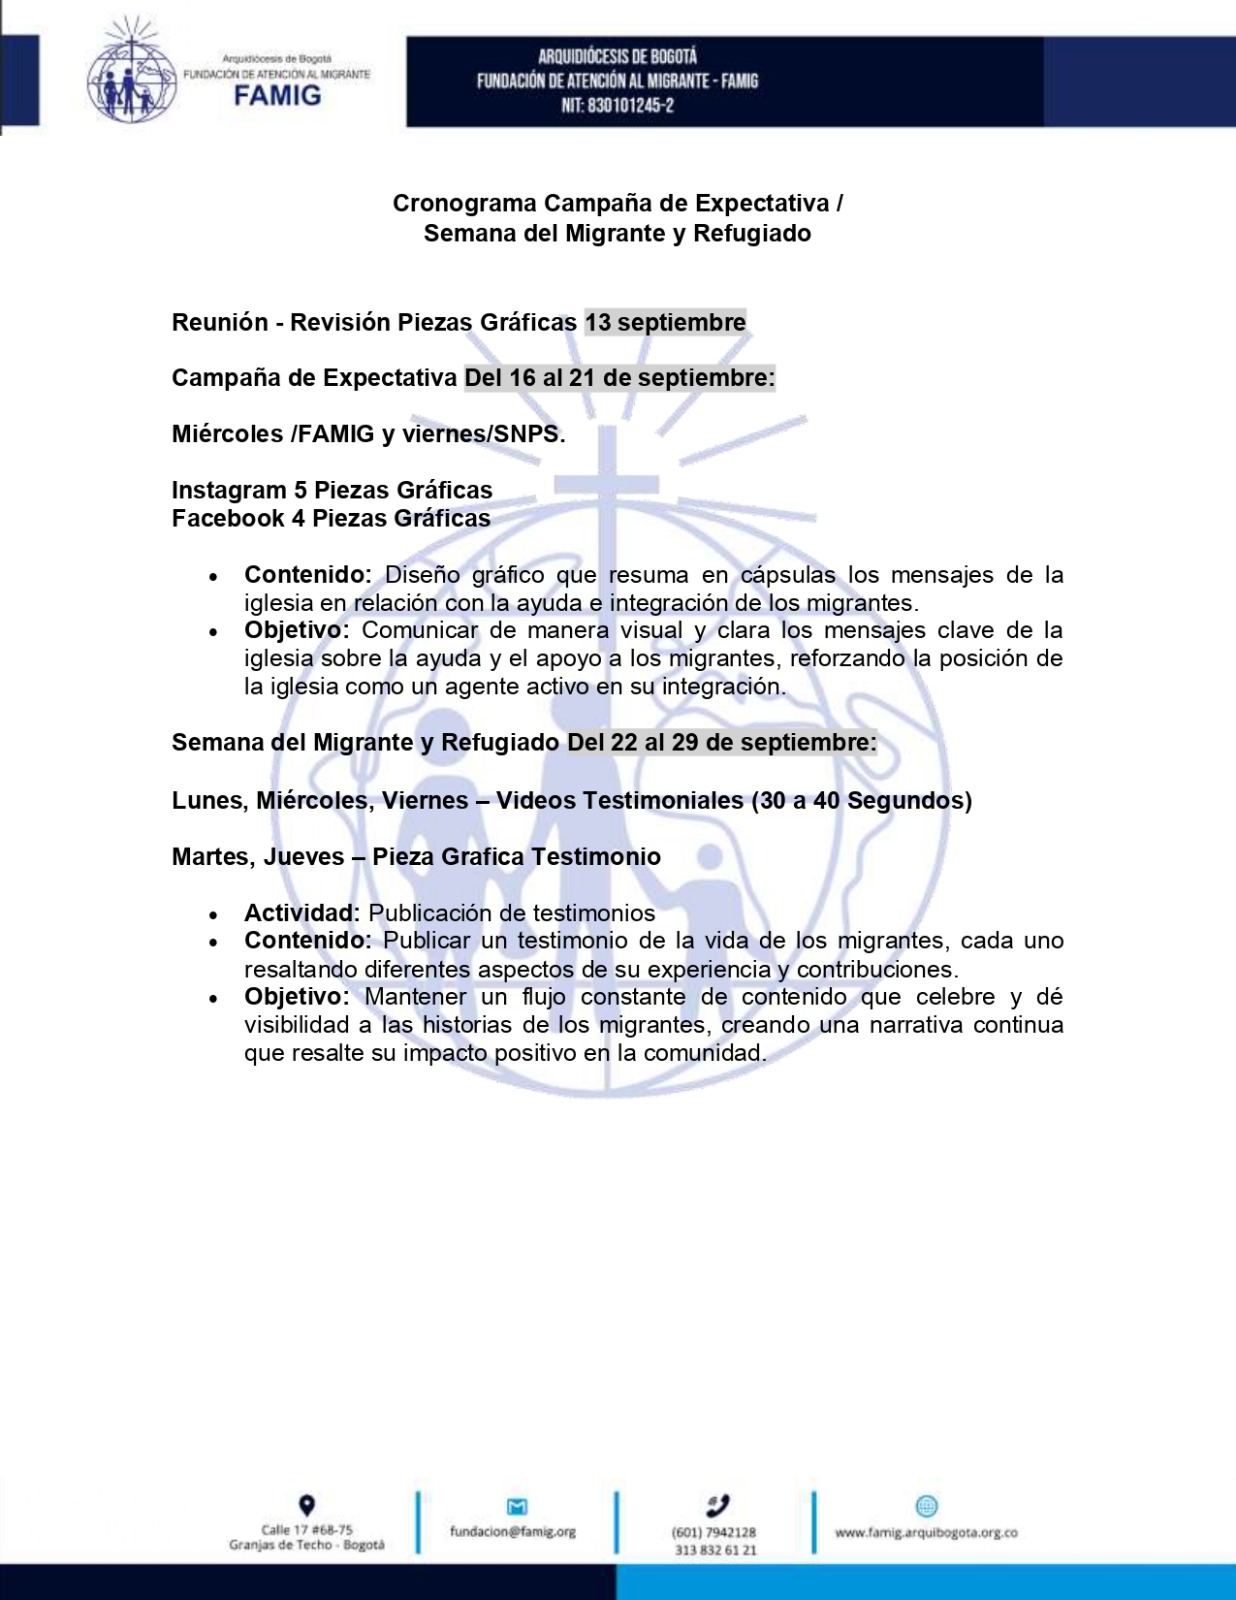 Arquidiócesis de Bogotá
FUNDACIÓN DE ATENCIÓN AL MIGRANTE
FAMIG
ARQUIDIÓCESIS DE BOGOTÁ
FUNDACIÓN DE ATENCIÓN AL MIGRANTE - FAMIG
NIT: 830101245-2
Cronograma Campaña de Expectativa /
Semana del Migrante y Refugiado
Reunión - Revisión Piezas Gráficas 13 septiembre
Campaña de Expectativa Del 16 al 21 de septiembre:
Miércoles /FAMIG y viernes/SNPS.
Instagram 5 Piezas Gráficas
Facebook 4 Piezas Gráficas
• Contenido: Diseño gráfico que resuma en cápsulas los mensajes de la
iglesia en relación con la ayuda e integración de los migrantes.
• Objetivo: Comunicar de manera visual y clara los mensajes clave de la
iglesia sobre la ayuda y el apoyo a los migrantes, reforzando la posición de
la iglesia como un agente activo en su integración.
Semana del Migrante y Refugiado Del 22 al 29 de septiembre:
Lunes, Miércoles, Viernes – Videos Testimoniales (30 a 40 Segundos)
Martes, Jueves – Pieza Grafica Testimonio
• Actividad: Publicación de testimonios
• Contenido: Publicar un testimonio de la vida de los migrantes, cada uno
resaltando diferentes aspectos de su experiencia y contribuciones.
• Objetivo: Mantener un flujo constante de contenido que celebre y dé
visibilidad a las historias de los migrantes, creando una narrativa continua
que resalte su impacto positivo en la comunidad.
Calle 17 #68-75
Granjas de Techo - Bogotá
fundacion@famig.org
(601) 7942128
313 832 61 21
www.famig.arquibogota.org.co